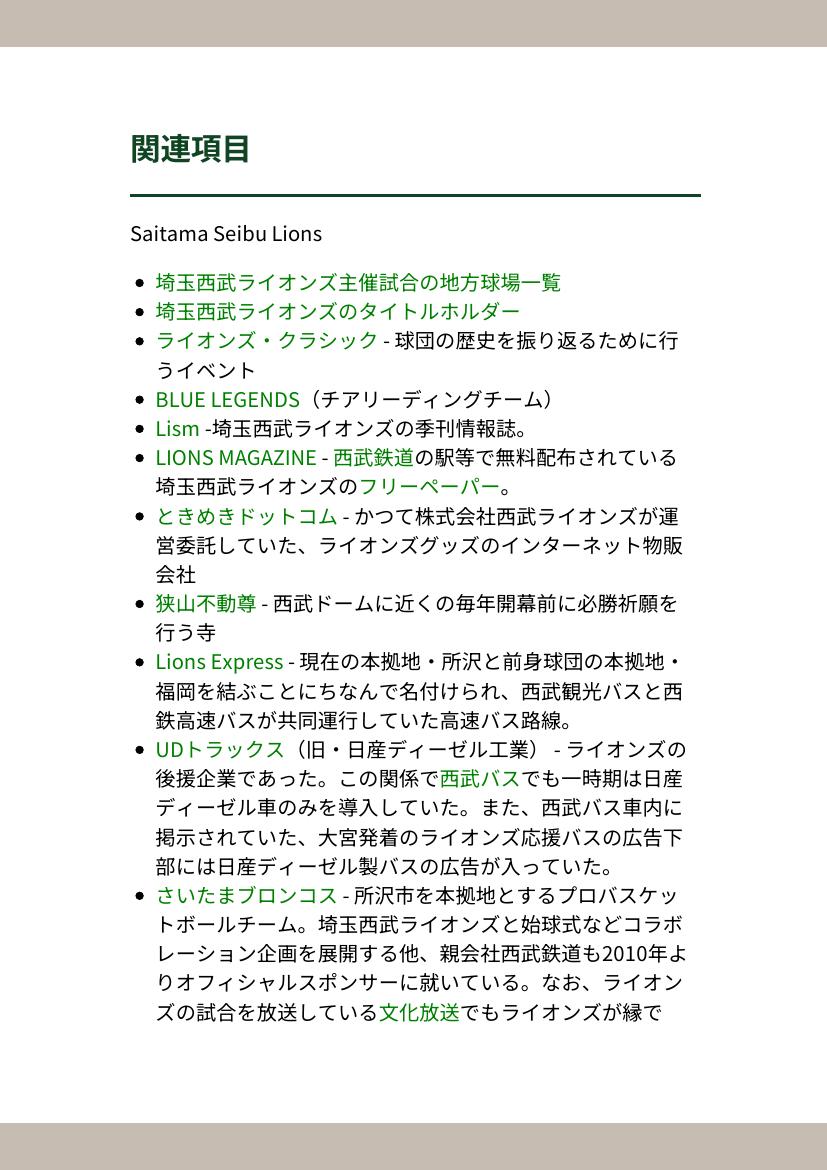 関連項目
Saitama Seibu Lions
埼玉西武ライオンズ主催試合の地方球場一覧
埼玉西武ライオンズのタイトルホルダー
ライオンズ・クラシック - 球団の歴史を振り返るために行
うイベント
BLUE LEGENDS（チアリーディングチーム）
Lism -埼玉西武ライオンズの季刊情報誌。
LIONS MAGAZINE - 西武鉄道の駅等で無料配布されている
埼玉西武ライオンズのフリーペーパー。
ときめきドットコム - かつて株式会社西武ライオンズが運
営委託していた、ライオンズグッズのインターネット物販
会社
狭山不動尊 - 西武ドームに近くの毎年開幕前に必勝祈願を
行う寺
Lions Express - 現在の本拠地・所沢と前身球団の本拠地・
福岡を結ぶことにちなんで名付けられ、西武観光バスと西
鉄高速バスが共同運行していた高速バス路線。
UDトラックス（旧・日産ディーゼル工業） - ライオンズの
後援企業であった。この関係で西武バスでも一時期は日産
ディーゼル車のみを導入していた。また、西武バス車内に
掲示されていた、大宮発着のライオンズ応援バスの広告下
部には日産ディーゼル製バスの広告が入っていた。
さいたまブロンコス - 所沢市を本拠地とするプロバスケッ
トボールチーム。埼玉西武ライオンズと始球式などコラボ
レーション企画を展開する他、親会社西武鉄道も2010年よ
りオフィシャルスポンサーに就いている。なお、ライオン
ズの試合を放送している文化放送でもライオンズが縁で